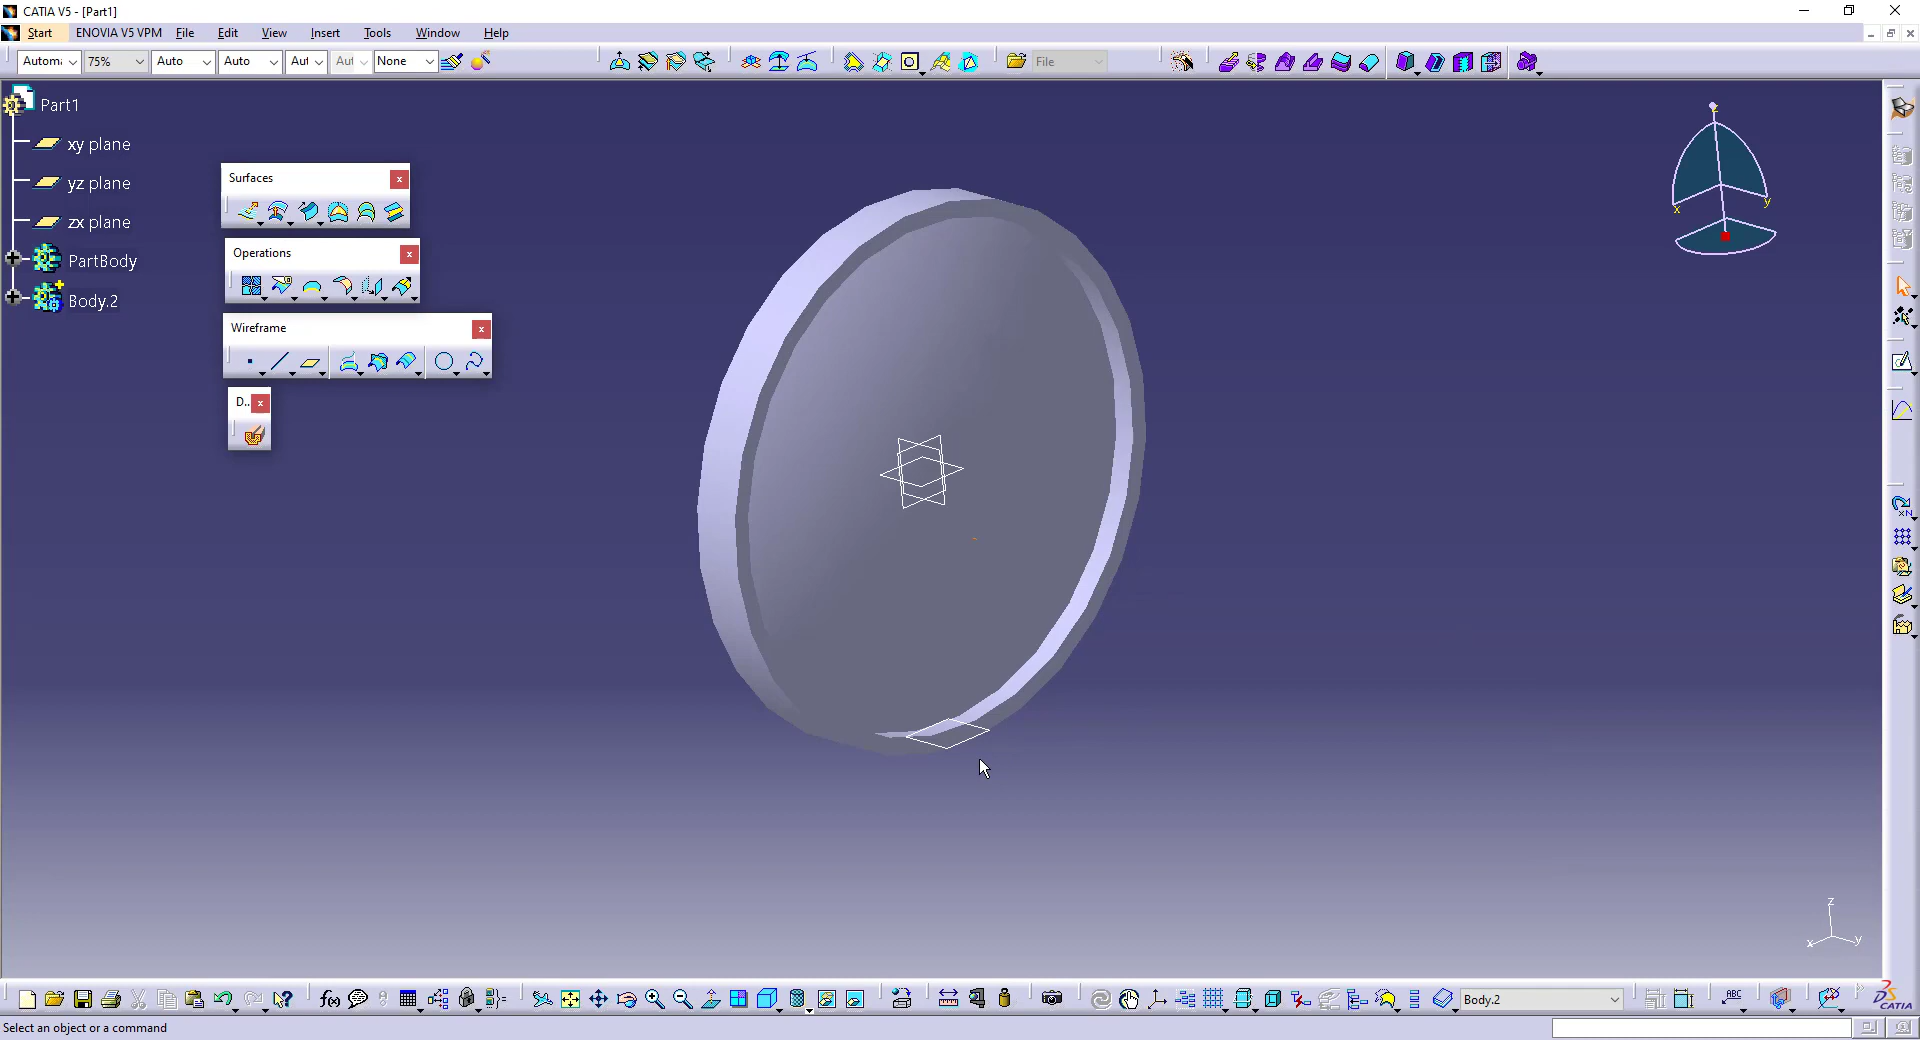 CATIA V5 - [Part1]
Start ENOVIA V5 VPM File Edit View Insert Tools Window Help
Autom 75% Auto Auto Aut Aut None File
Part1
xy plane
yz plane
zx plane
PartBody
Body.2
Surfaces x
Operations x
Wireframe x
D.. x
z
x y
z
x y
f(x)
Body.2
ABC
CATIA
Select an object or a command